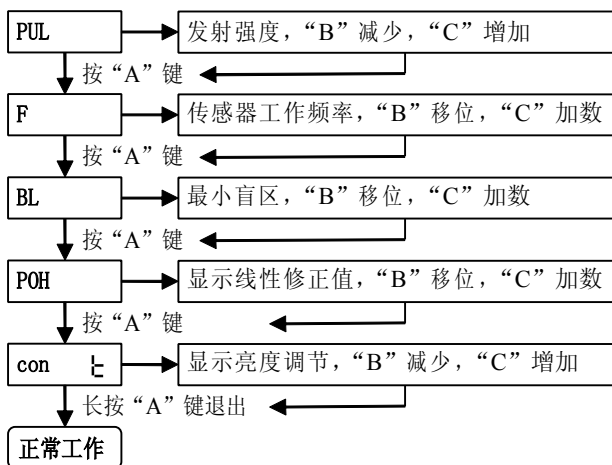 PUL 发射强度，“B”减少，“C”增加
按“A”键
F 传感器工作频率，“B”移位，“C”加数
按“A”键
BL 最小盲区，“B”移位，“C”加数
按“A”键
POH 显示线性修正值，“B”移位，“C”加数
按“A”键
con 显示亮度调节，“B”减少，“C”增加
长按“A”键退出
正常工作